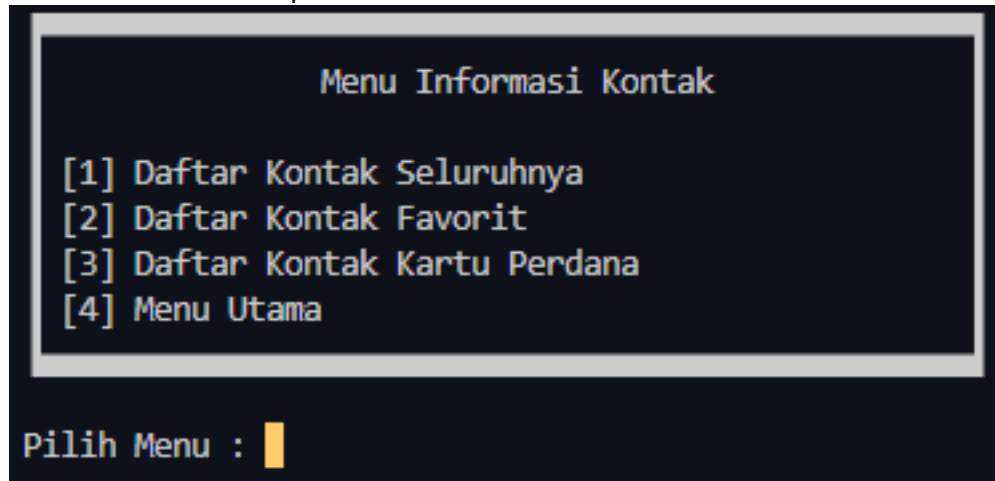 Menu Informasi Kontak
[1] Daftar Kontak Seluruhnya
[2] Daftar Kontak Favorit
[3] Daftar Kontak Kartu Perdana
[4] Menu Utama
Pilih Menu :